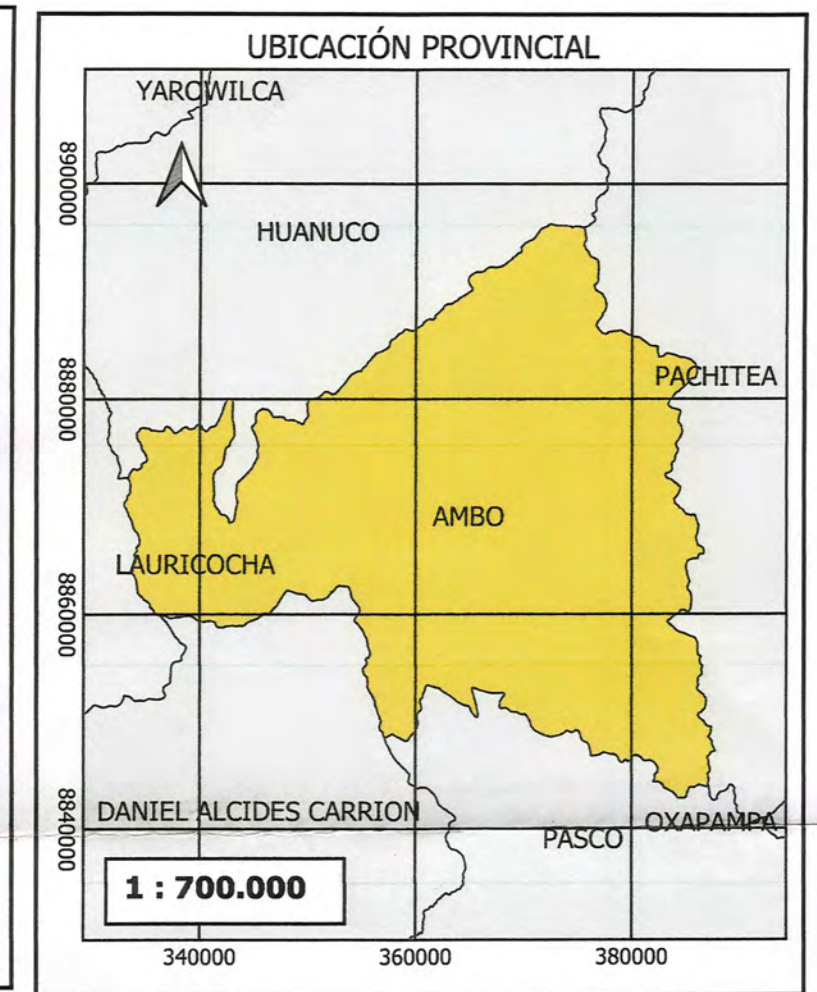 UBICACIÓN PROVINCIAL
YAROWILCA
8900000
HUANUCO
PACHITEA
8880000
AMBO
LAURICOCHA
8860000
DANIEL ALCIDES CARRION
OXAPAMPA
PASCO
8840000
1 : 700.000
340000 360000 380000